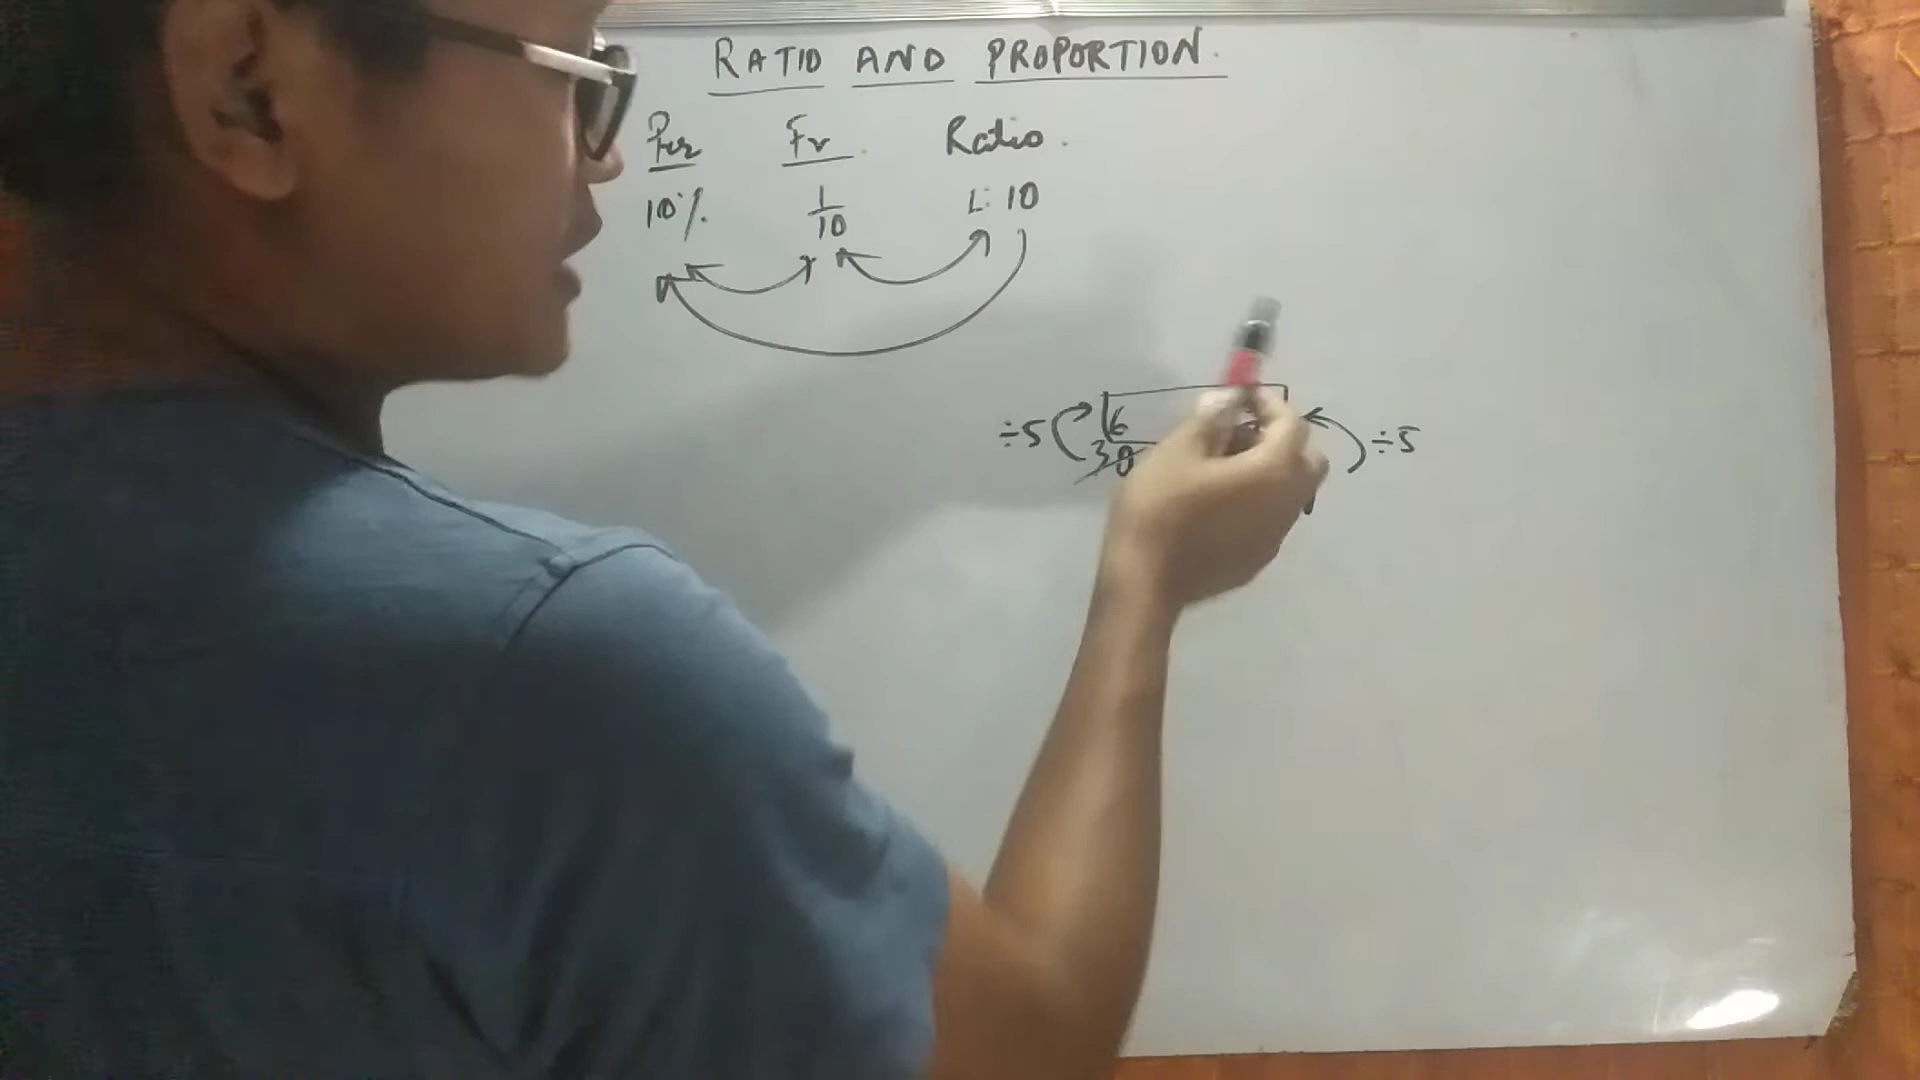 RATIO AND PROPORTION.
Per Fr. Ratio.
10% 1/10 1:10
÷5 6 ÷5
30